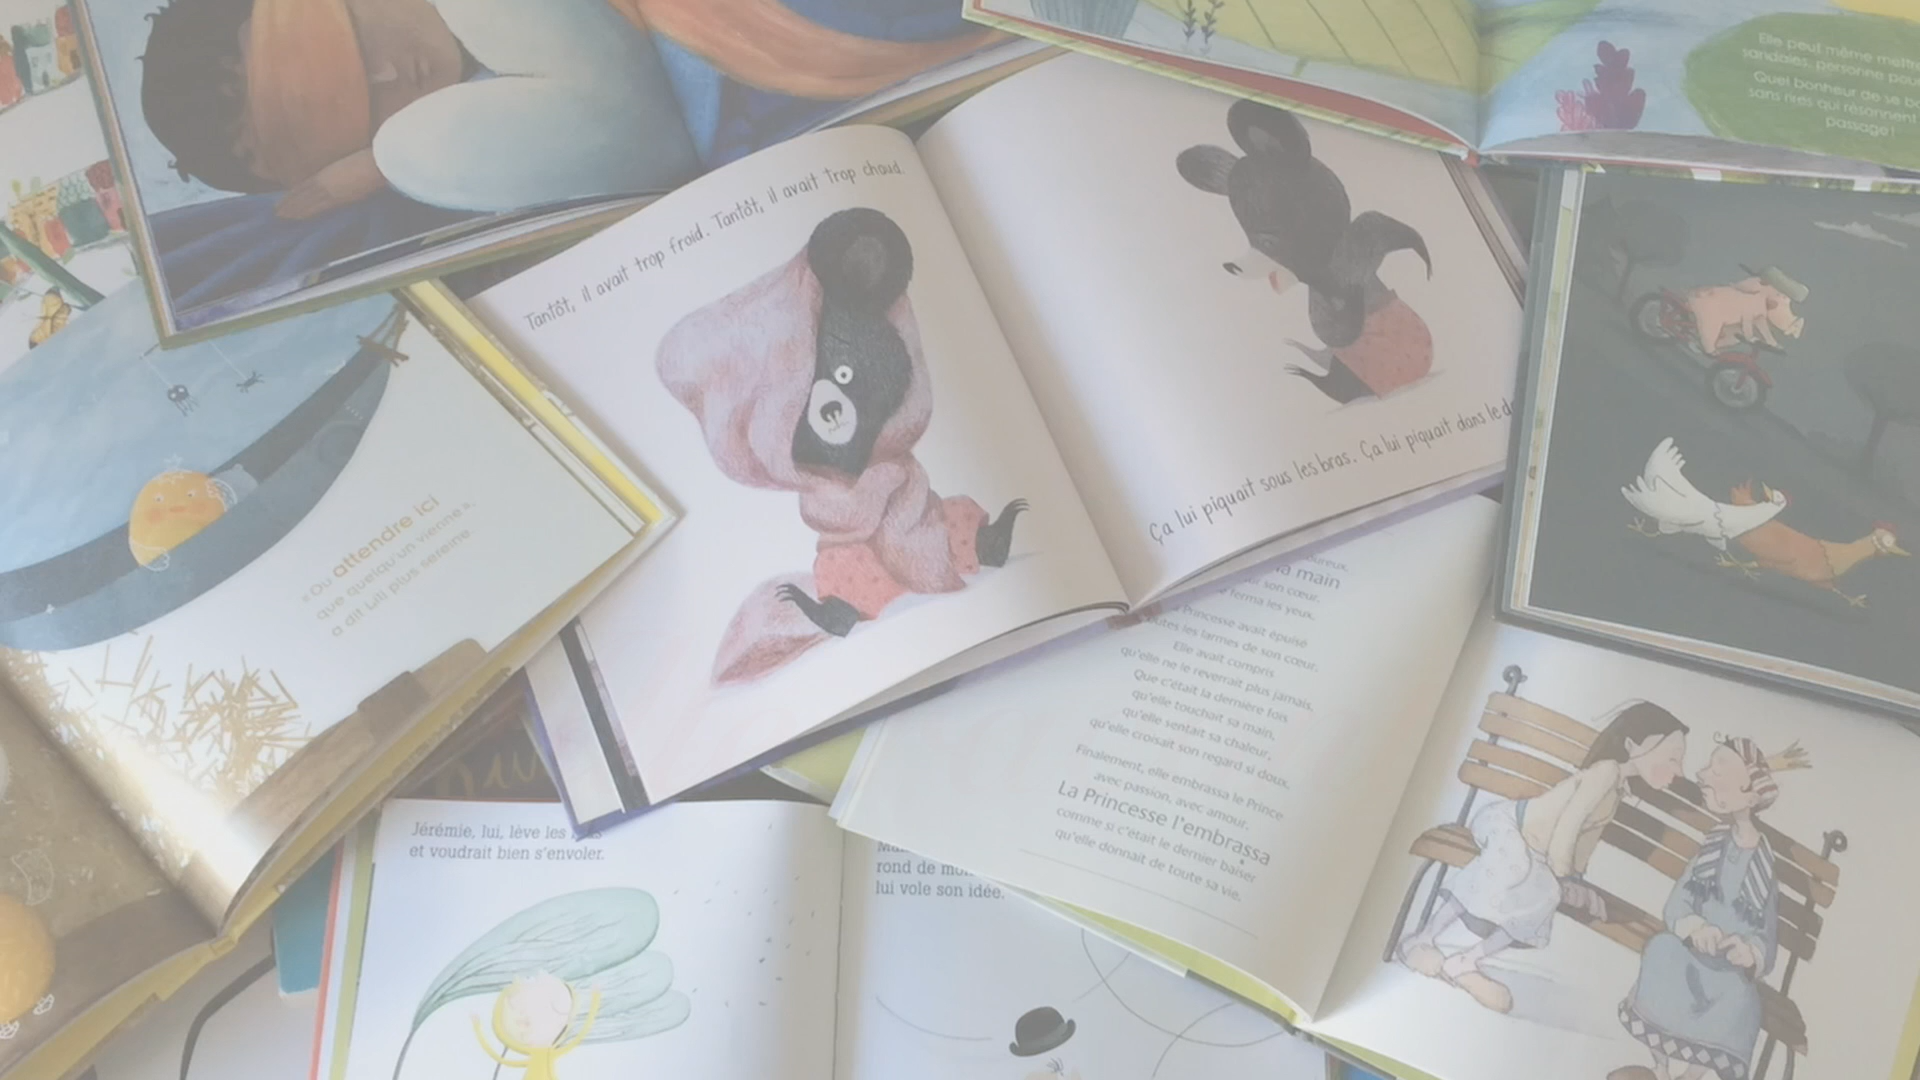 Elle peut même mettre
sandales, personne pour
Quel bonheur de se
sans rires qui résonnent
passage!
Tantôt, il avait trop froid. Tantôt, il avait trop chaud.
Ça lui piquait sous les bras. Ça lui piquait dans le
« Ou attendre ici
que quelqu'un vienne »,
a dit Lili plus sereine.
la main
son cœur,
ferma les yeux.
Princesse avait épuisé
toutes les larmes de son cœur.
Elle avait compris
qu'elle ne le reverrait plus jamais.
Que c'était la dernière fois
qu'elle touchait sa main,
qu'elle sentait sa chaleur,
qu'elle croisait son regard si doux.
Finalement, elle embrassa le Prince
avec passion, avec amour.
La Princesse l'embrassa
comme si c'était le dernier baiser
qu'elle donnait de toute sa vie.
Jérémie, lui, lève les
et voudrait bien s'envoler.
rond de
lui vole son idée.